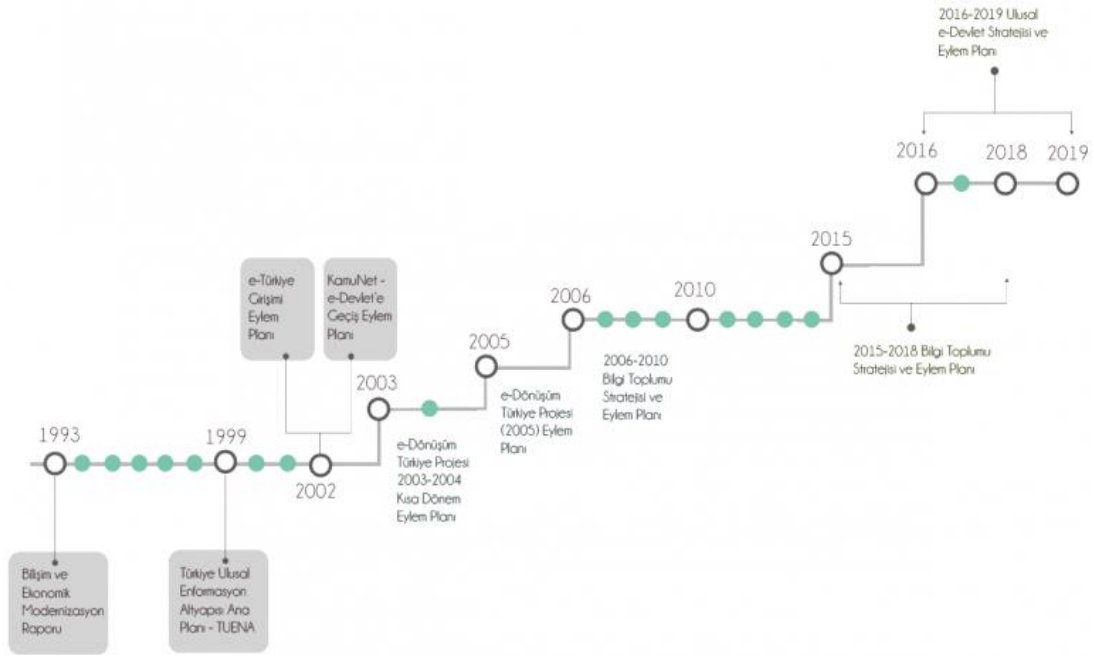 2016-2019 Ulusal
e-Devlet Stratejisi ve
Eylem Planı
2016
2018
2019
2015
2015-2018 Bilgi Toplumu
Stratejisi ve Eylem Planı
e-Türkiye
Girişimi
Eylem
Planı
KamuNet -
e-Devlet'e
Geçiş Eylem
Planı
2006
2010
2006-2010
Bilgi Toplumu
Stratejisi ve
Eylem Planı
2005
e-Dönüşüm
Türkiye Projesi
(2005) Eylem
Planı
2003
e-Dönüşüm
Türkiye Projesi
2003-2004
Kısa Dönem
Eylem Planı
1993
1999
2002
Bilişim ve
Ekonomik
Modernizasyon
Raporu
Türkiye Ulusal
Enformasyon
Altyapısı Ana
Planı - TUENA